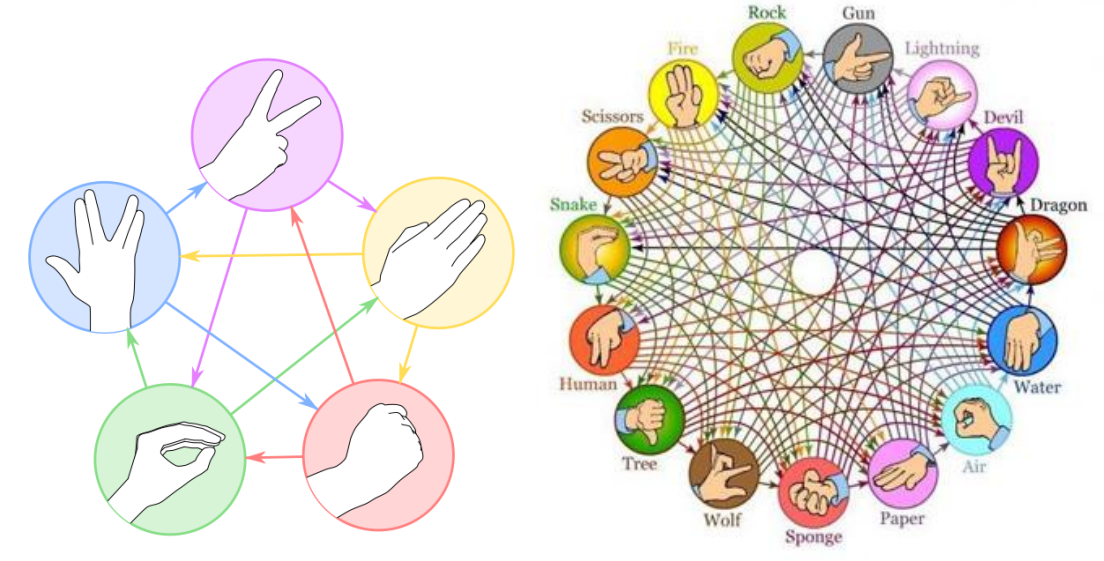 Rock
Gun
Fire
Lightning
Scissors
Devil
Snake
Dragon
Human
Water
Tree
Air
Wolf
Paper
Sponge